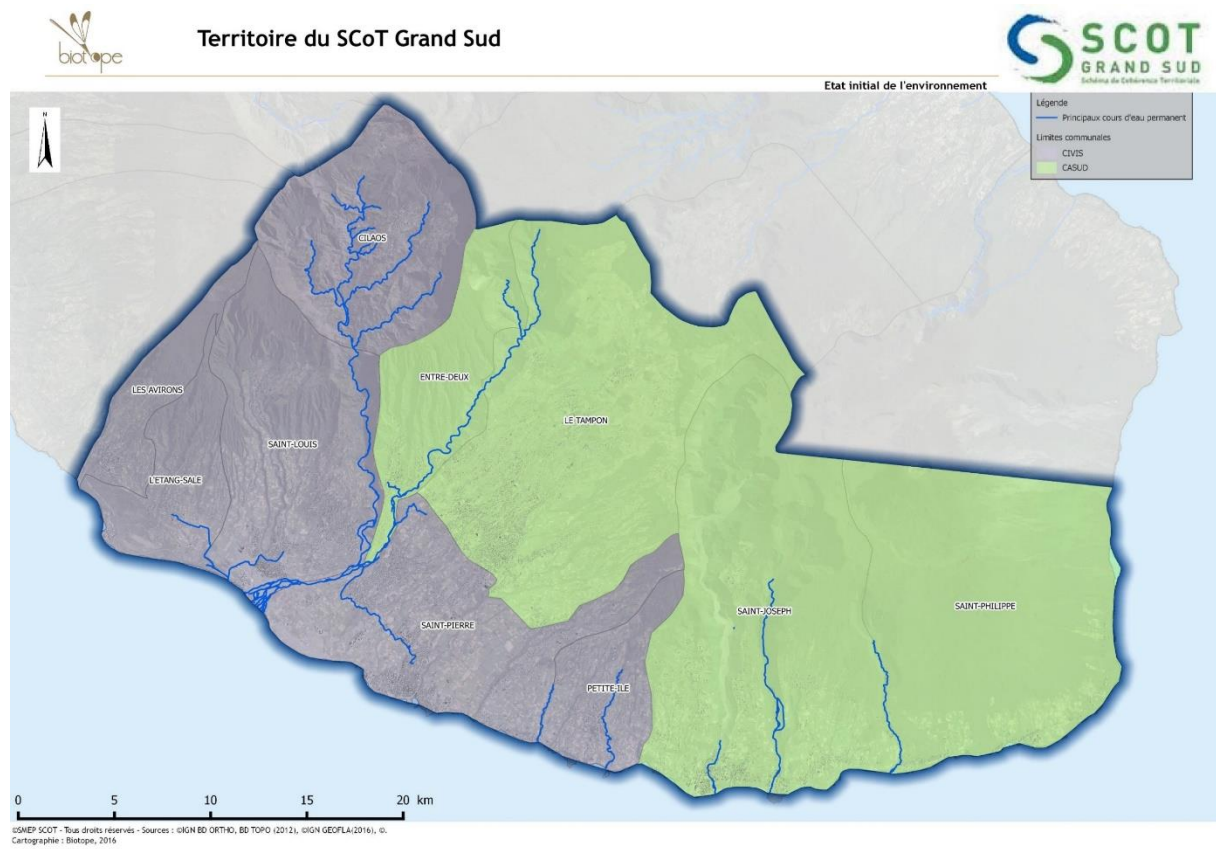 biotope
Territoire du SCoT Grand Sud
SCOT
GRAND SUD
Schéma de Cohérence Territoriale
Etat initial de l'environnement
N
Légende
Principaux cours d'eau permanent
Limites communales
CIVIS
CASUD
CILAOS
LES AVIRONS
ENTRE-DEUX
LE TAMPON
SAINT-LOUIS
L'ETANG-SALE
SAINT-JOSEPH
SAINT-PHILIPPE
SAINT-PIERRE
PETITE-ILE
0 5 10 15 20 km
©SMEP SCOT - Tous droits réservés - Sources : ©IGN BD ORTHO, BD TOPO (2012), ©IGN GEOFLA(2016), ©.
Cartographie : Biotope, 2016